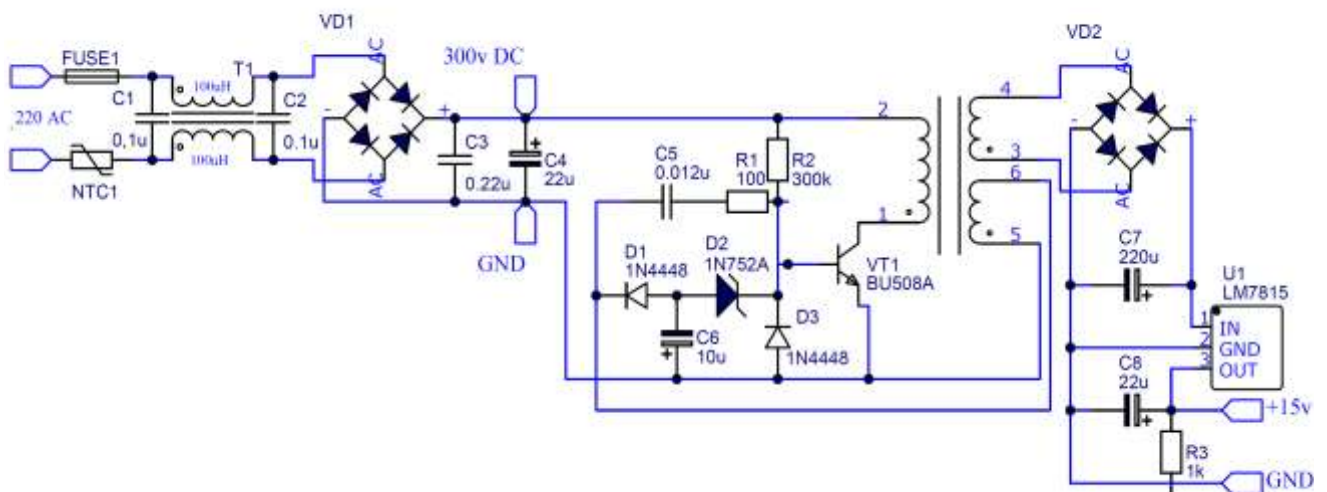 FUSE1
220 AC
NTC1
C1
0,1u
100uH
T1
100uH
C2
0.1u
VD1
AC
-
+
AC
300v DC
C3
0.22u
+
C4
22u
GND
C5
0.012u
R1
100
R2
300k
D1
1N4448
D2
1N752A
+
C6
10u
D3
1N4448
VT1
BU508A
2
1
4
3
6
5
VD2
AC
-
+
AC
C7
220u
+
U1
LM7815
1 IN
2 GND
3 OUT
C8
22u
+
+15v
R3
1k
GND